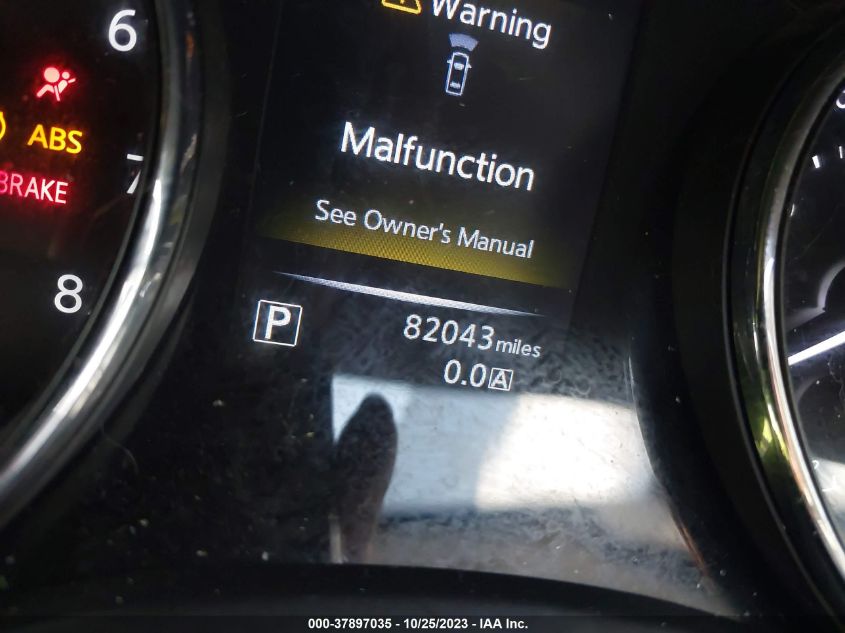 6
Warning
ABS
Malfunction
7
BRAKE
See Owner's Manual
8
P
82043 miles
0.0 A
000-37897035 - 10/25/2023 - IAA Inc.